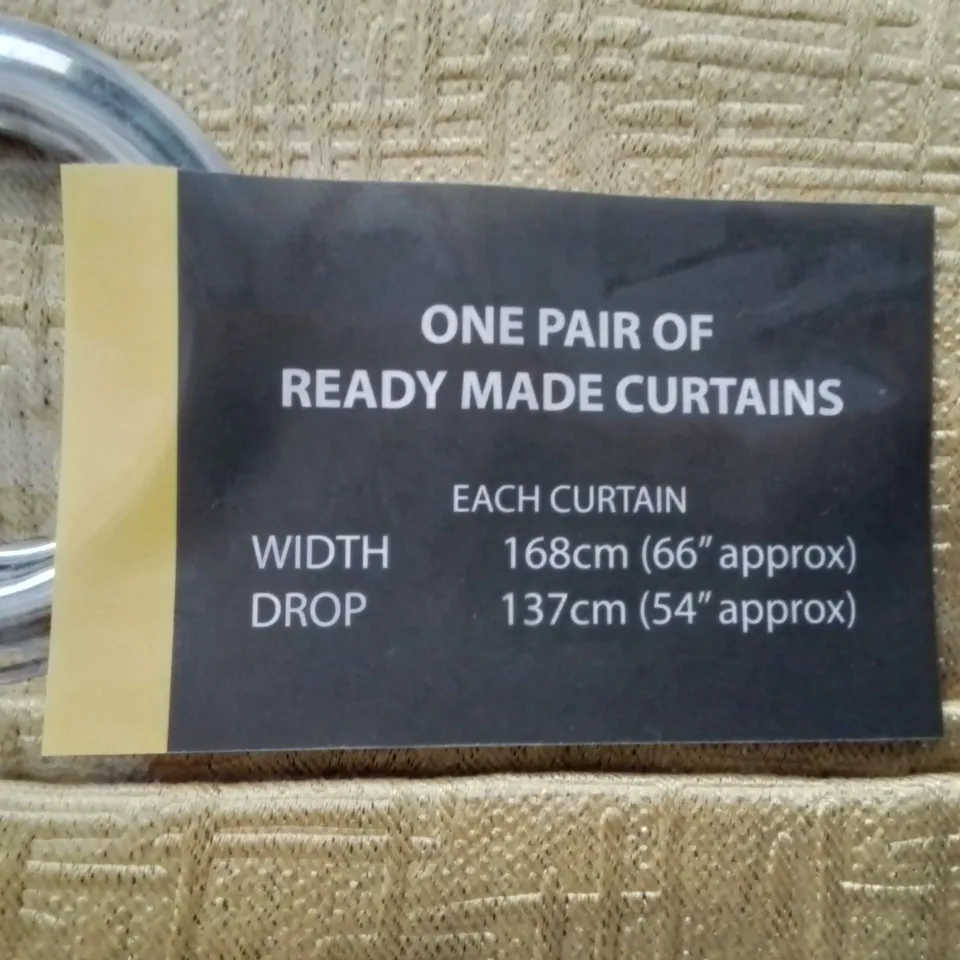 ONE PAIR OF
READY MADE CURTAINS
EACH CURTAIN
WIDTH 168cm (66” approx)
DROP 137cm (54” approx)